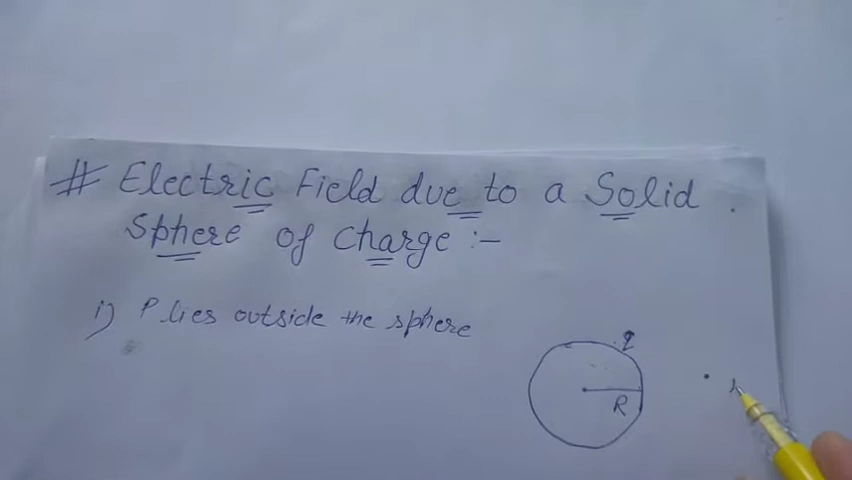 # Electric Field due to a Solid
Sphere of Charge :-
i) P lies outside the sphere
q
R